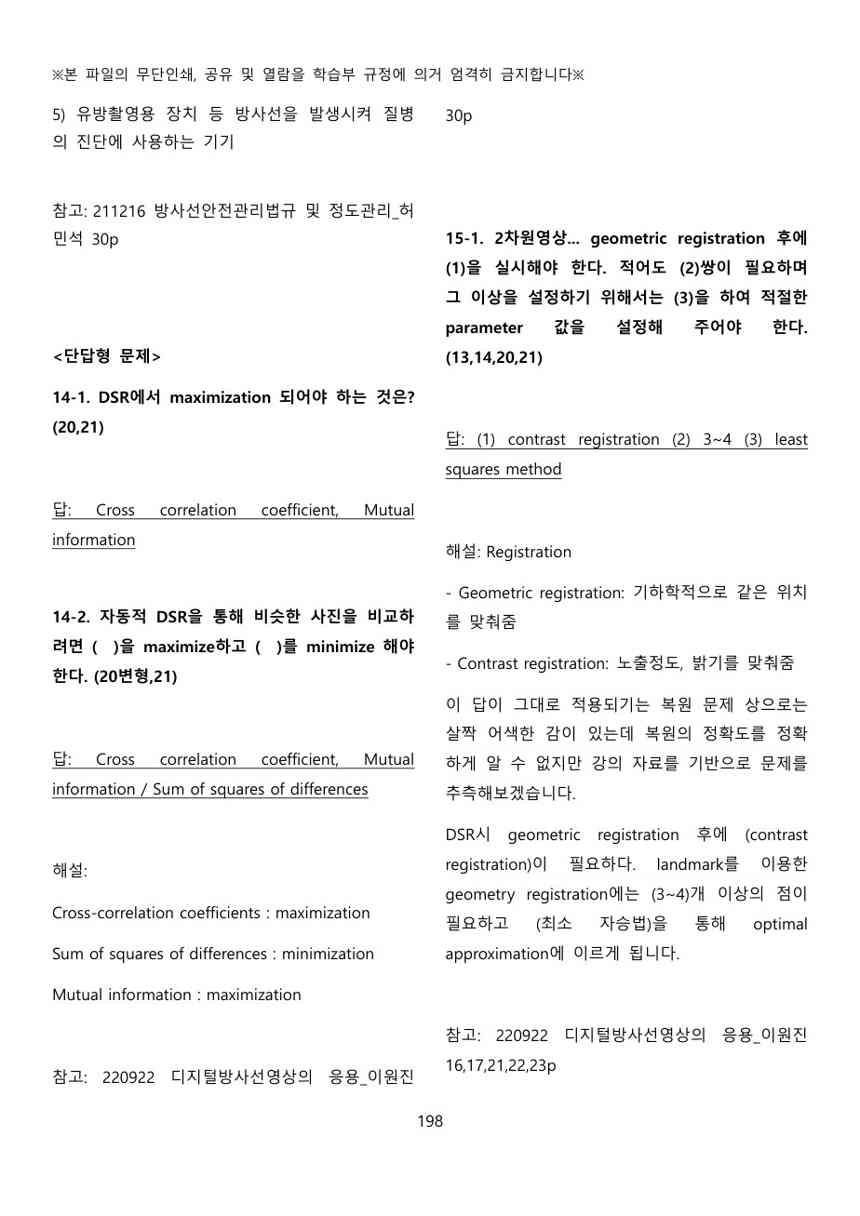 ※본 파일의 무단인쇄, 공유 및 열람을 학습부 규정에 의거 엄격히 금지합니다※
5) 유방촬영용 장치 등 방사선을 발생시켜 질병
의 진단에 사용하는 기기
참고: 211216 방사선안전관리법규 및 정도관리_허
민석 30p
<단답형 문제>
14-1. DSR에서 maximization 되어야 하는 것은?
(20,21)
답: Cross correlation coefficient, Mutual
information
14-2. 자동적 DSR을 통해 비슷한 사진을 비교하
려면 ( )을 maximize하고 ( )를 minimize 해야
한다. (20변형,21)
답: Cross correlation coefficient, Mutual
information / Sum of squares of differences
해설:
Cross-correlation coefficients : maximization
Sum of squares of differences : minimization
Mutual information : maximization
참고: 220922 디지털방사선영상의 응용_이원진
30p
15-1. 2차원영상... geometric registration 후에
(1)을 실시해야 한다. 적어도 (2)쌍이 필요하며
그 이상을 설정하기 위해서는 (3)을 하여 적절한
parameter 값을 설정해 주어야 한다.
(13,14,20,21)
답: (1) contrast registration (2) 3~4 (3) least
squares method
해설: Registration
- Geometric registration: 기하학적으로 같은 위치
를 맞춰줌
- Contrast registration: 노출정도, 밝기를 맞춰줌
이 답이 그대로 적용되기는 복원 문제 상으로는
살짝 어색한 감이 있는데 복원의 정확도를 정확
하게 알 수 없지만 강의 자료를 기반으로 문제를
추측해보겠습니다.
DSR시 geometric registration 후에 (contrast
registration)이 필요하다. landmark를 이용한
geometry registration에는 (3~4)개 이상의 점이
필요하고 (최소 자승법)을 통해 optimal
approximation에 이르게 됩니다.
참고: 220922 디지털방사선영상의 응용_이원진
16,17,21,22,23p
198